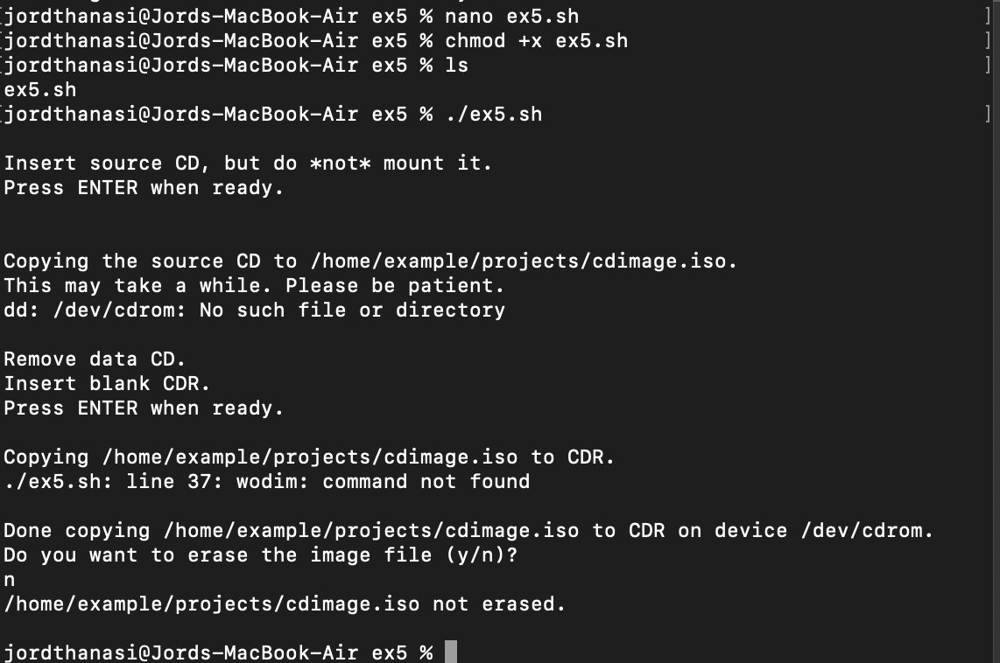 [jordthanasi@Jords-MacBook-Air ex5 % nano ex5.sh ]
[jordthanasi@Jords-MacBook-Air ex5 % chmod +x ex5.sh ]
[jordthanasi@Jords-MacBook-Air ex5 % ls ]
ex5.sh
[jordthanasi@Jords-MacBook-Air ex5 % ./ex5.sh ]
Insert source CD, but do *not* mount it.
Press ENTER when ready.
Copying the source CD to /home/example/projects/cdimage.iso.
This may take a while. Please be patient.
dd: /dev/cdrom: No such file or directory
Remove data CD.
Insert blank CDR.
Press ENTER when ready.
Copying /home/example/projects/cdimage.iso to CDR.
./ex5.sh: line 37: wodim: command not found
Done copying /home/example/projects/cdimage.iso to CDR on device /dev/cdrom.
Do you want to erase the image file (y/n)?
n
/home/example/projects/cdimage.iso not erased.
jordthanasi@Jords-MacBook-Air ex5 %